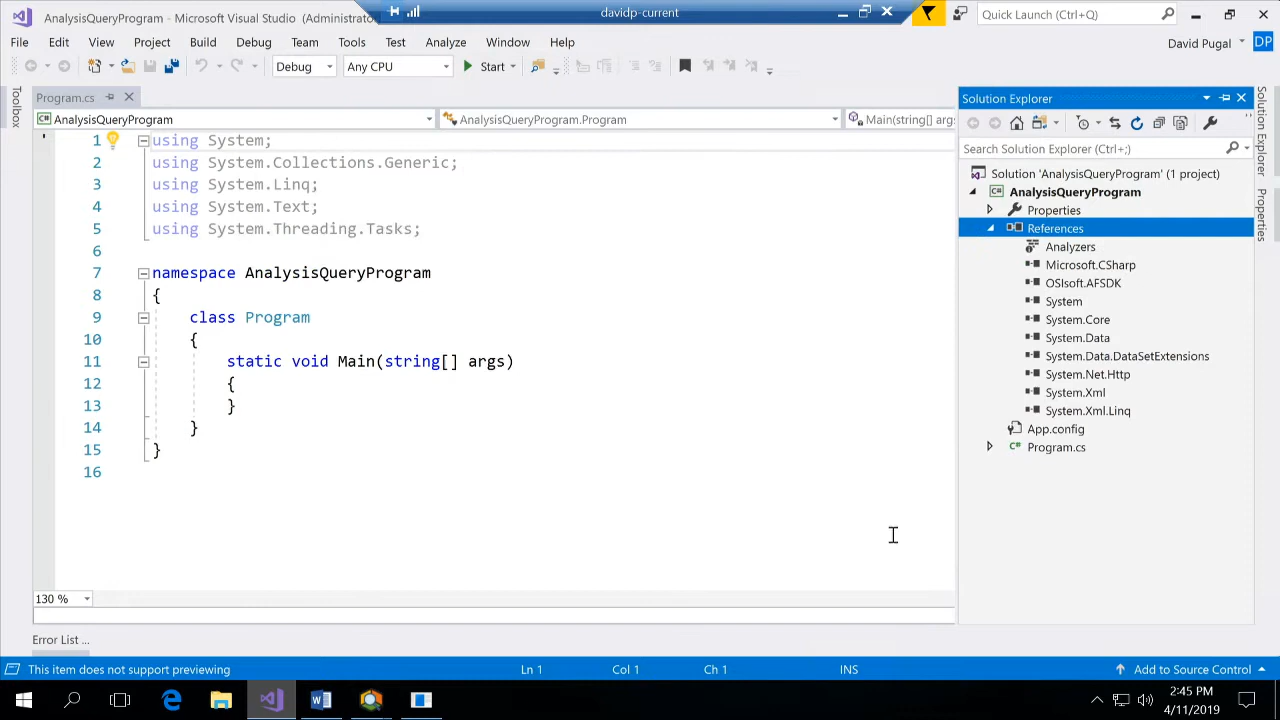 AnalysisQueryProgram - Microsoft Visual Studio (Administrato
davidp-current
Quick Launch (Ctrl+Q)
File Edit View Project Build Debug Team Tools Test Analyze Window Help
David Pugal
DP
Debug Any CPU Start
Toolbox
Program.cs
AnalysisQueryProgram AnalysisQueryProgram.Program Main(string[] args
1 using System;
2 using System.Collections.Generic;
3 using System.Linq;
4 using System.Text;
5 using System.Threading.Tasks;
6
7 namespace AnalysisQueryProgram
8 {
9 class Program
10 {
11 static void Main(string[] args)
12 {
13 }
14 }
15 }
16
130 %
Solution Explorer
Search Solution Explorer (Ctrl+;)
Solution 'AnalysisQueryProgram' (1 project)
AnalysisQueryProgram
Properties
References
Analyzers
Microsoft.CSharp
OSIsoft.AFSDK
System
System.Core
System.Data
System.Data.DataSetExtensions
System.Net.Http
System.Xml
System.Xml.Linq
App.config
Program.cs
Solution Explorer
Properties
Error List ...
This item does not support previewing Ln 1 Col 1 Ch 1 INS Add to Source Control
2:45 PM
4/11/2019